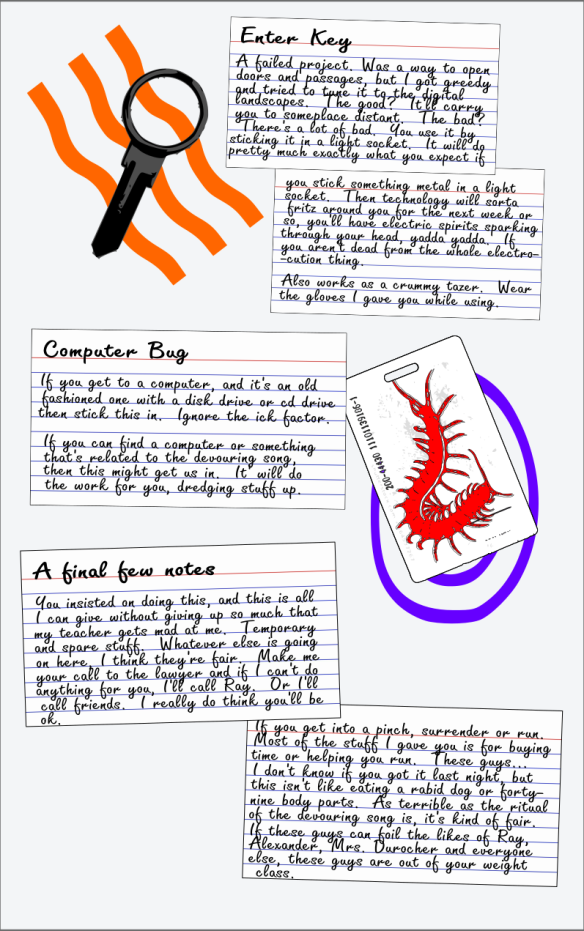 Enter Key
A failed project. Was a way to open
doors and passages, but I got greedy
and tried to tune it to the digital
landscapes. The good? It'll carry
you to someplace distant. The bad?
There's a lot of bad. You use it by
sticking it in a light socket. It will do
pretty much exactly what you expect if
you stick something metal in a light
socket. Then technology will sorta
fritz around you for the next week or
so, you'll have electric spirits sparking
through your head, yadda yadda. If
you aren't dead from the whole electro-
-cution thing.
Also works as a crummy tazer. Wear
the gloves I gave you while using.
Computer Bug
If you get to a computer, and it's an old
fashioned one with a disk drive or cd drive
then stick this in. Ignore the ick factor.
If you can find a computer or something
that's related to the devouring song,
then this might get us in. It will do
the work for you, dredging stuff up.
200-44430 11101139106-1
A final few notes
You insisted on doing this, and this is all
I can give without giving up so much that
my teacher gets mad at me. Temporary
and spare stuff. Whatever else is going
on here, I think they're fair. Make me
your call to the lawyer and if I can't do
anything for you, I'll call Ray. Or I'll
call friends. I really do think you'll be
ok.
If you get into a pinch, surrender or run.
Most of the stuff I gave you is for buying
time or helping you run. These guys...
I don't know if you got it last night, but
this isn't like eating a rabid dog or forty-
nine body parts. As terrible as the ritual
of the devouring song is, it's kind of fair.
If these guys can foil the likes of Ray,
Alexander, Mrs. Durocher and everyone
else, these guys are out of your weight
class.